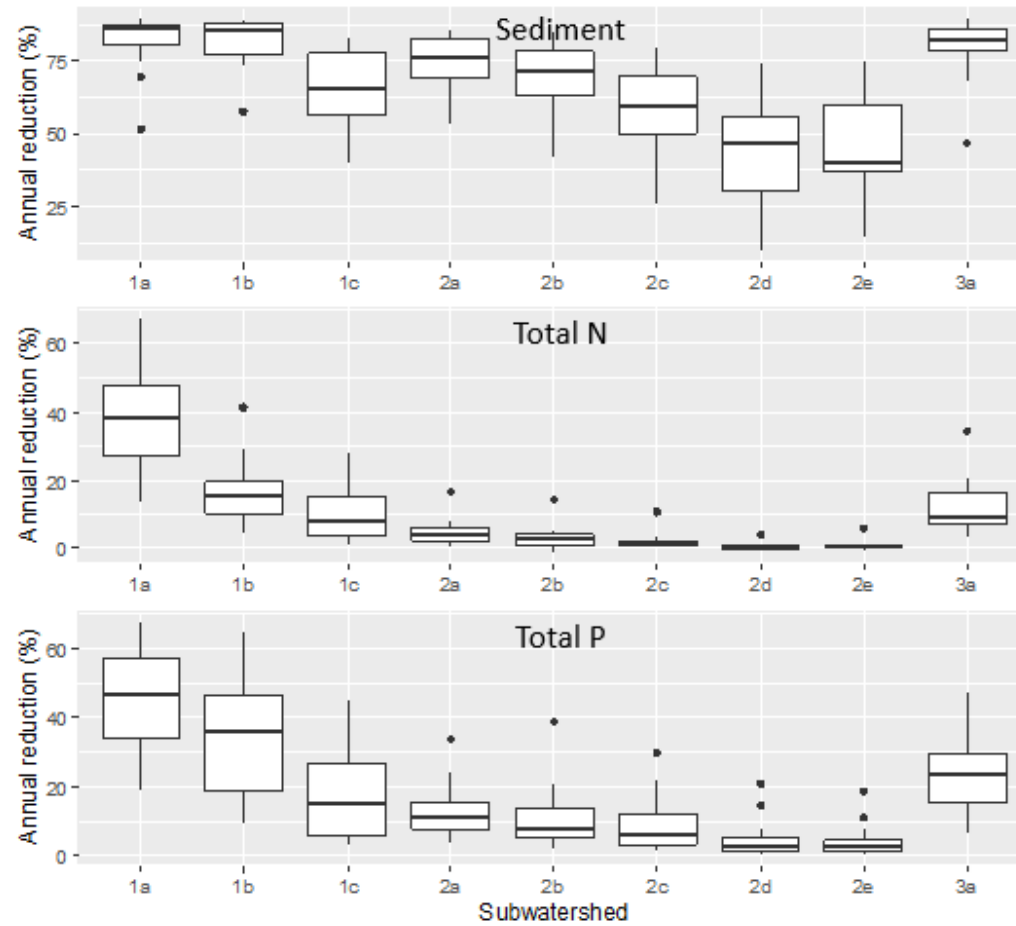 Sediment
Annual reduction (%)
75
50
25
1a 1b 1c 2a 2b 2c 2d 2e 3a
Total N
Annual reduction (%)
60
40
20
0
1a 1b 1c 2a 2b 2c 2d 2e 3a
Total P
Annual reduction (%)
60
40
20
0
1a 1b 1c 2a 2b 2c 2d 2e 3a
Subwatershed